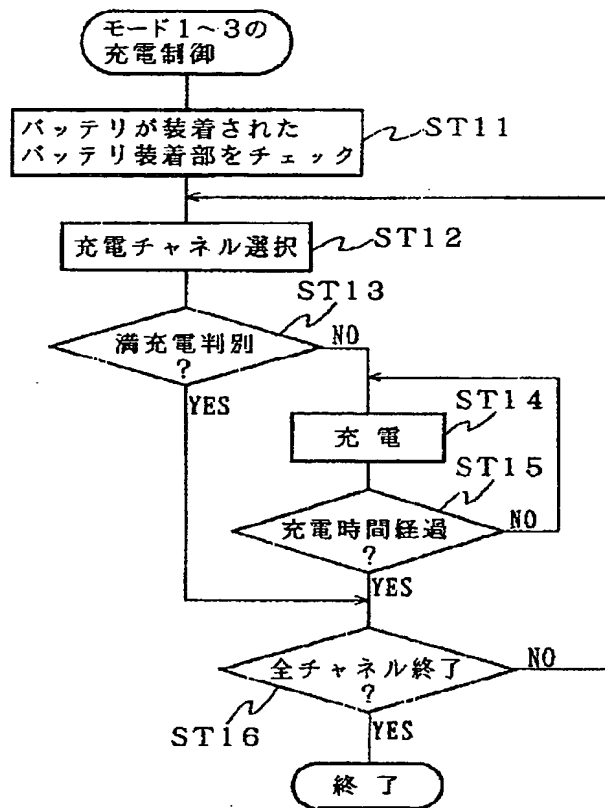 モード1～3の
充電制御
バッテリが装着された
バッテリ装着部をチェック
ST11
充電チャネル選択
ST12
ST13
満充電判別
?
NO
YES
ST14
充電
ST15
充電時間経過
?
NO
YES
全チャネル終了
?
NO
ST16
YES
終了